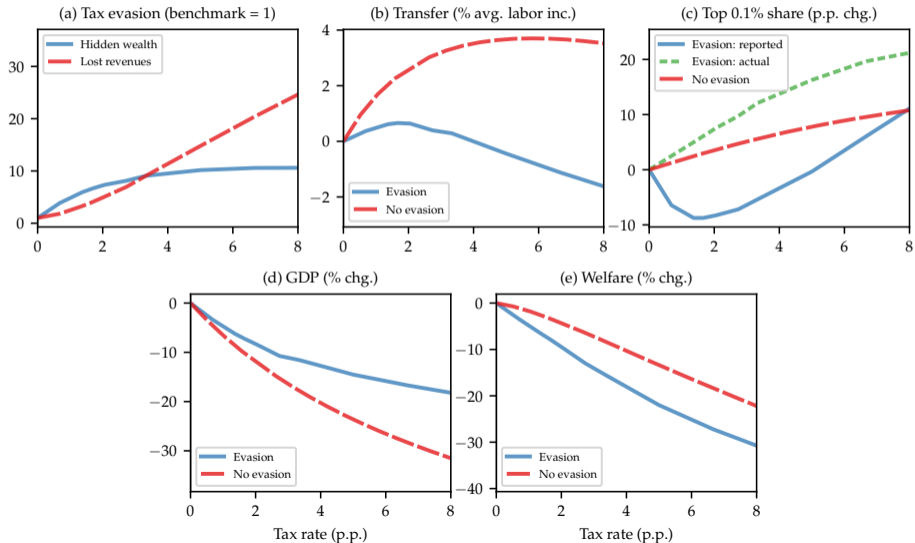 (a) Tax evasion (benchmark = 1)
Hidden wealth
Lost revenues
30
20
10
0
0 2 4 6 8
(b) Transfer (% avg. labor inc.)
4
2
0
−2
Evasion
No evasion
0 2 4 6 8
(c) Top 0.1% share (p.p. chg.)
Evasion: reported
Evasion: actual
No evasion
20
10
0
−10
0 2 4 6 8
(d) GDP (% chg.)
0
−10
−20
−30
Evasion
No evasion
0 2 4 6 8
Tax rate (p.p.)
(e) Welfare (% chg.)
0
−10
−20
−30
−40
Evasion
No evasion
0 2 4 6 8
Tax rate (p.p.)